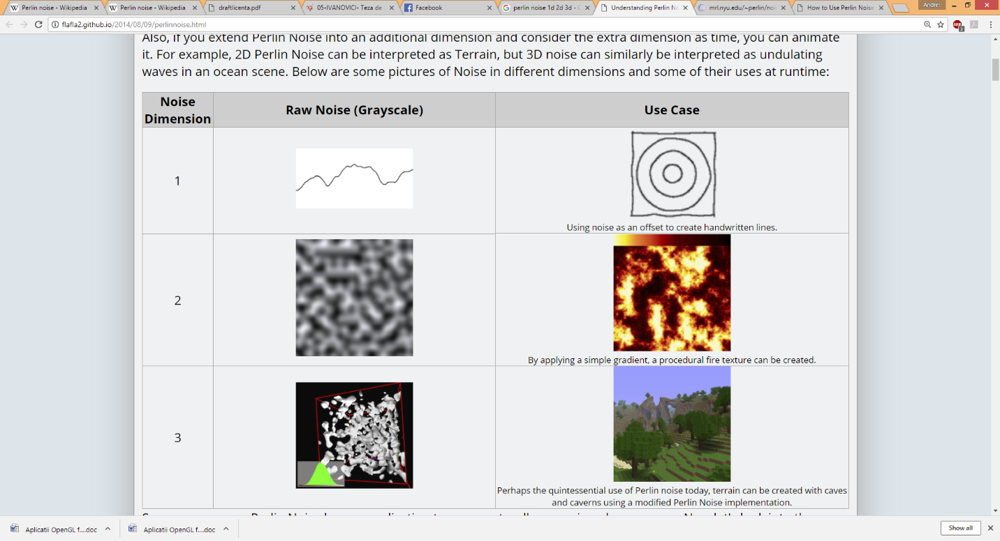 Perlin noise - Wikipedia
Perlin noise - Wikipedia
draftlicenta.pdf
05-IVANOVICI- Teza de
Facebook
perlin noise 1d 2d 3d -
Understanding Perlin
mrl.nyu.edu/~perlin/noi
How to Use Perlin Noise
Andrei
flafla2.github.io/2014/08/09/perlinnoise.html
Also, if you extend Perlin Noise into an additional dimension and consider the extra dimension as time, you can animate
it. For example, 2D Perlin Noise can be interpreted as Terrain, but 3D noise can similarly be interpreted as undulating
waves in an ocean scene. Below are some pictures of Noise in different dimensions and some of their uses at runtime:
Noise
Dimension
Raw Noise (Grayscale)
Use Case
1
Using noise as an offset to create handwritten lines.
2
By applying a simple gradient, a procedural fire texture can be created.
3
Perhaps the quintessential use of Perlin noise today, terrain can be created with caves
and caverns using a modified Perlin Noise implementation.
Aplicatii OpenGL f....doc
Aplicatii OpenGL f....doc
Show all